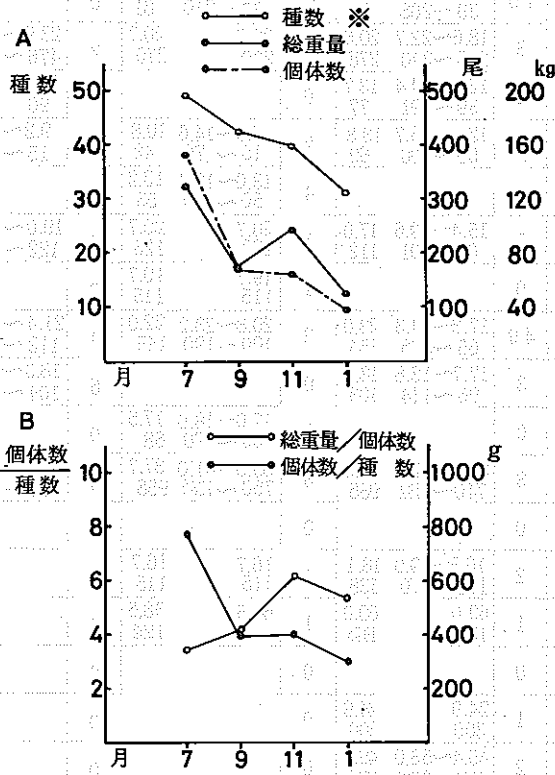 種数 ※
総重量
個体数
A
種数 尾 kg
50 500 200
40 400 160
30 300 120
20 200 80
10 100 40
月 7 9 11 1
B
総重量/個体数
個体数/種数
個体数
種数
g
10 1000
8 800
6 600
4 400
2 200
月 7 9 11 1